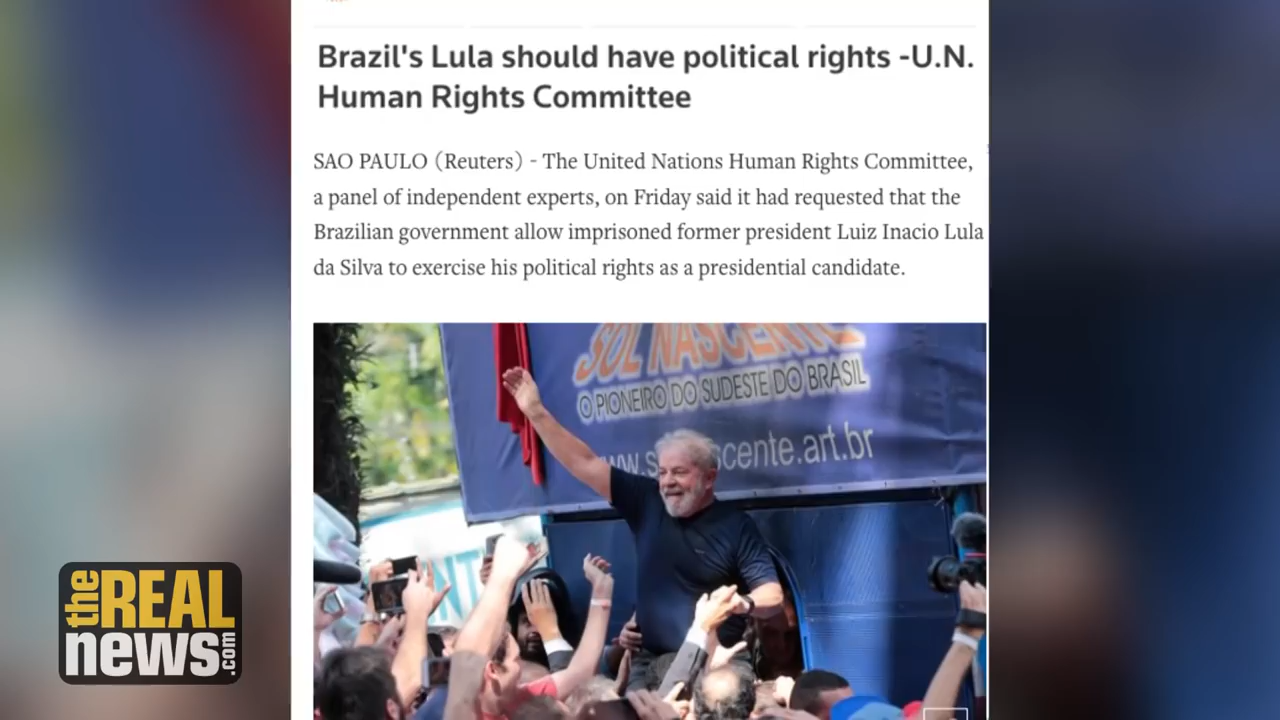 Brazil's Lula should have political rights -U.N.
Human Rights Committee
SAO PAULO (Reuters) - The United Nations Human Rights Committee,
a panel of independent experts, on Friday said it had requested that the
Brazilian government allow imprisoned former president Luiz Inacio Lula
da Silva to exercise his political rights as a presidential candidate.
SOL NASCENTE
O PIONEIRO DO SUDESTE DO BRASIL
cente.art.br
the REAL
news.com